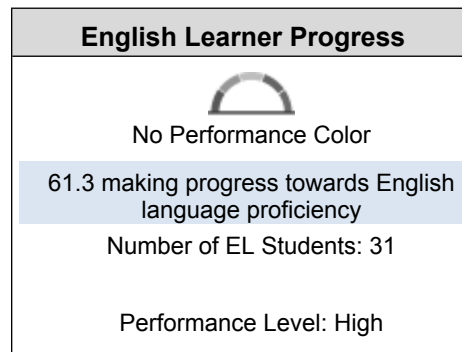 English Learner Progress
No Performance Color
61.3 making progress towards English
language proficiency
Number of EL Students: 31
Performance Level: High